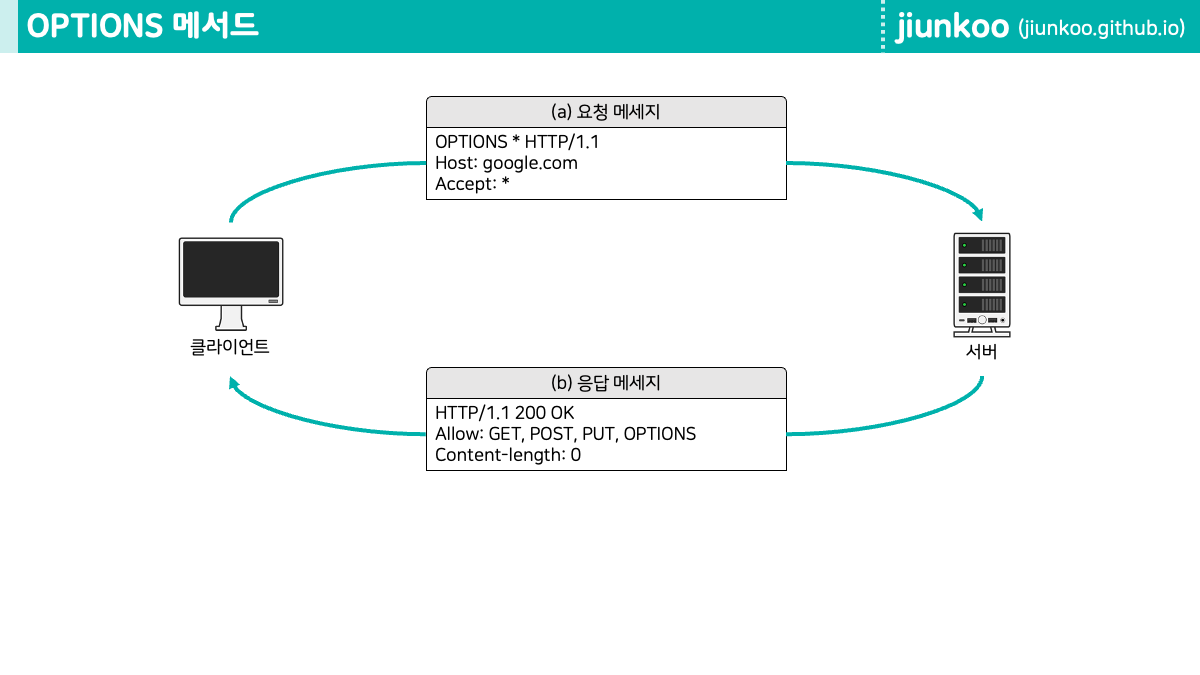 OPTIONS 메서드
jiunkoo (jiunkoo.github.io)
(a) 요청 메세지
OPTIONS * HTTP/1.1
Host: google.com
Accept: *
클라이언트
서버
(b) 응답 메세지
HTTP/1.1 200 OK
Allow: GET, POST, PUT, OPTIONS
Content-length: 0